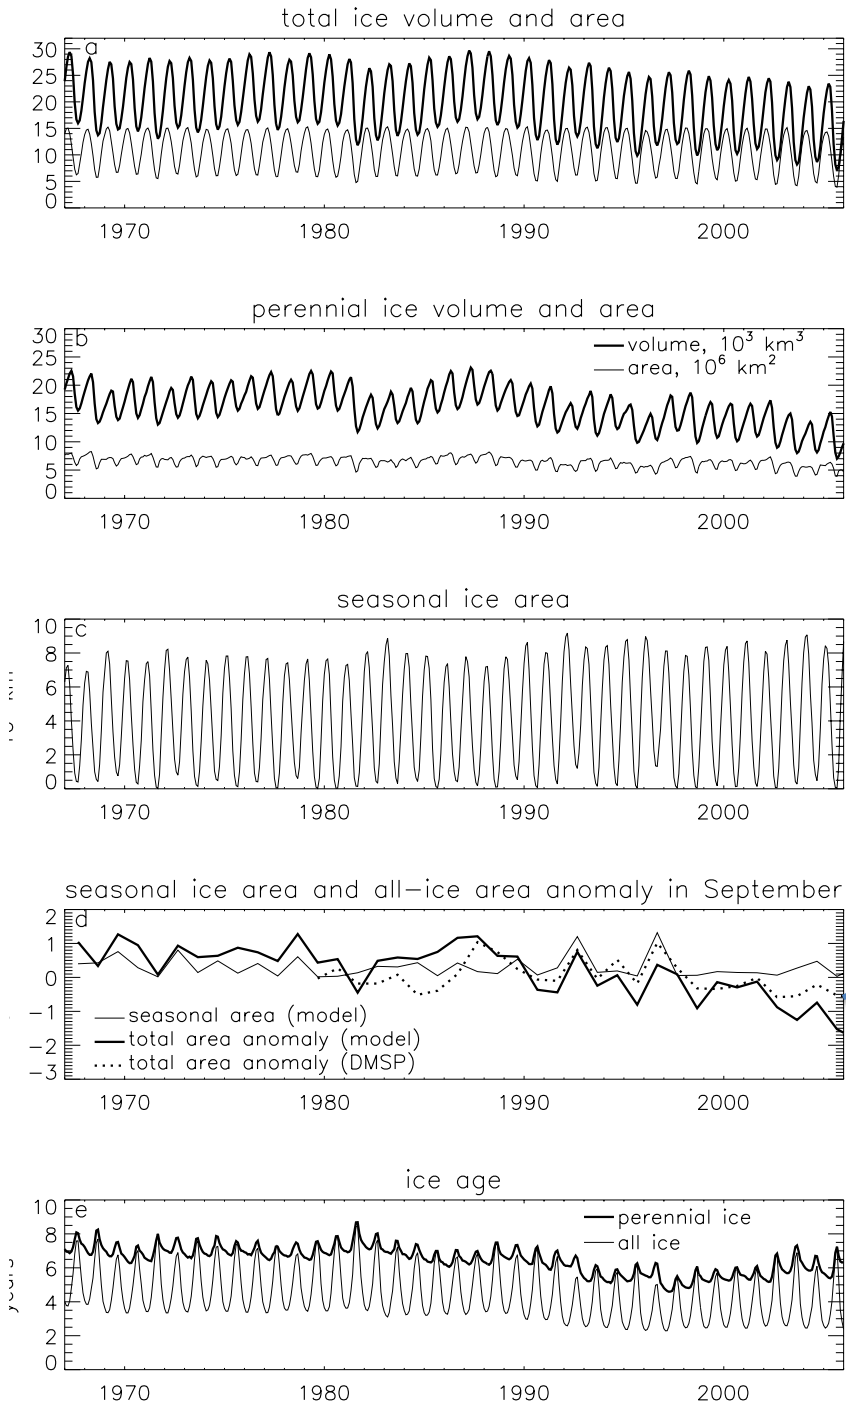 total ice volume and area
a
30
25
20
15
10
5
0
1970 1980 1990 2000
perennial ice volume and area
b
volume, 10³ km³
area, 10⁶ km²
30
25
20
15
10
5
0
1970 1980 1990 2000
seasonal ice area
c
10
8
6
4
2
0
1970 1980 1990 2000
seasonal ice area and all-ice area anomaly in September
d
2
1
0
-1
-2
-3
seasonal area (model)
total area anomaly (model)
total area anomaly (DMSP)
1970 1980 1990 2000
ice age
e
perennial ice
all ice
10
8
6
4
2
0
years
1970 1980 1990 2000